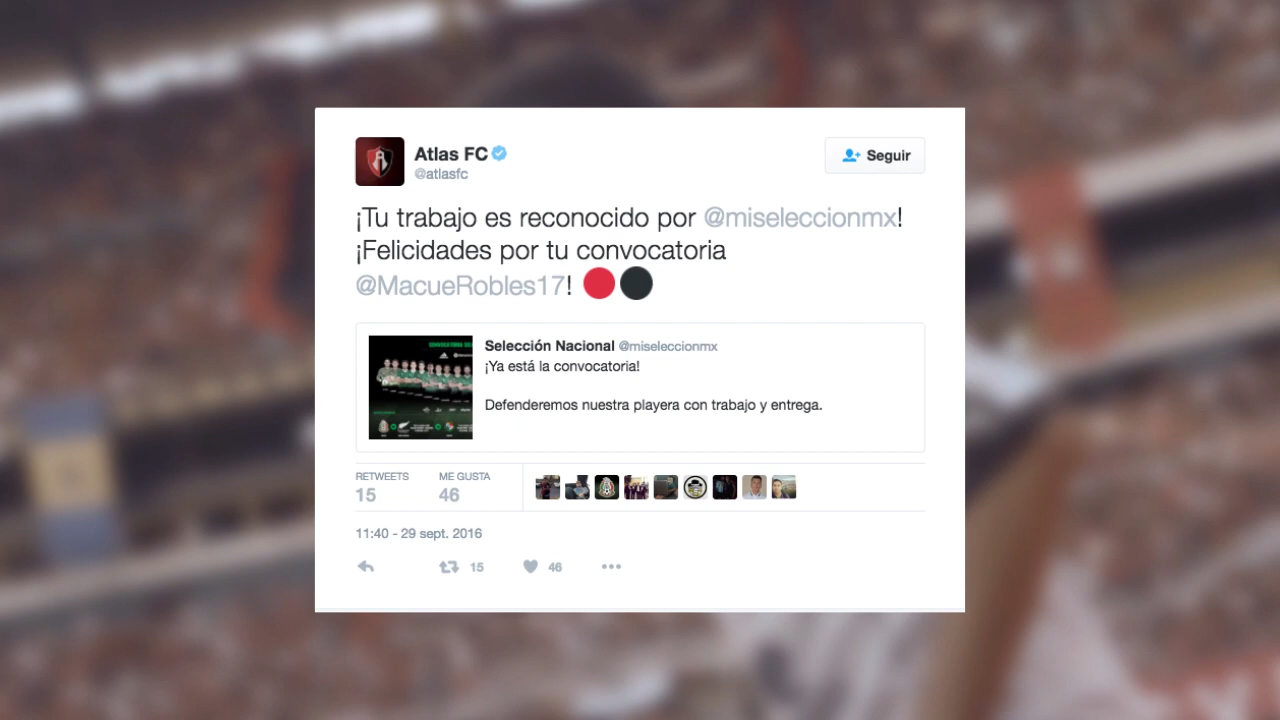 Atlas FC
@atlasfc
Seguir
¡Tu trabajo es reconocido por @miseleccionmx!
¡Felicidades por tu convocatoria
@MacueRobles17!
Selección Nacional @miseleccionmx
¡Ya está la convocatoria!
Defenderemos nuestra playera con trabajo y entrega.
RETWEETS
15
ME GUSTA
46
11:40 - 29 sept. 2016
15
46